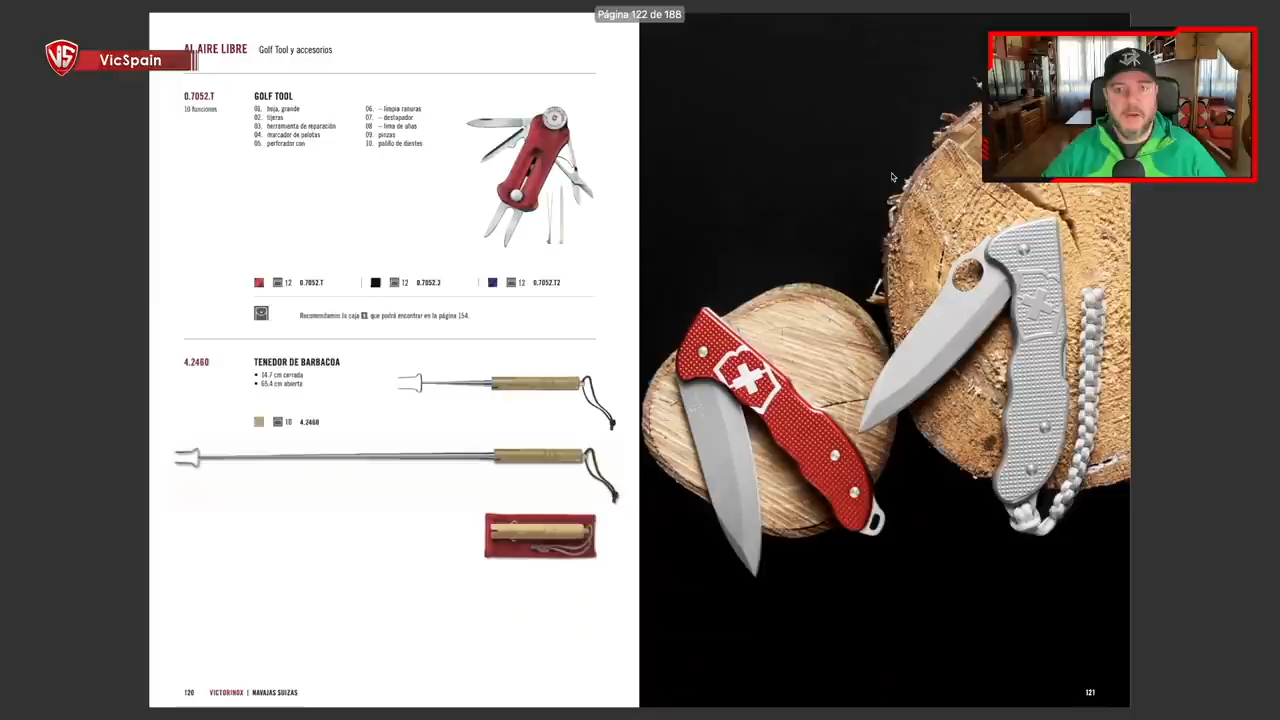 Página 122 de 188
VS
VicSpain
AL AIRE LIBRE Golf Tool y accesorios
0.7052.T
10 funciones
GOLF TOOL
01. hoja, grande
02. tijeras
03. herramienta de reparación
04. marcador de pelotas
05. perforador con
06. – limpia ranuras
07. – destapador
08 – lima de uñas
09. pinzas
10. palillo de dientes
12 0.7052.T
12 0.7052.3
12 0.7052.T2
Recomendamos la caja que podrá encontrar en la página 154.
4.2460
TENEDOR DE BARBACOA
• 14.7 cm cerrada
• 65.4 cm abierta
10 4.2460
120 VICTORINOX | NAVAJAS SUIZAS
121